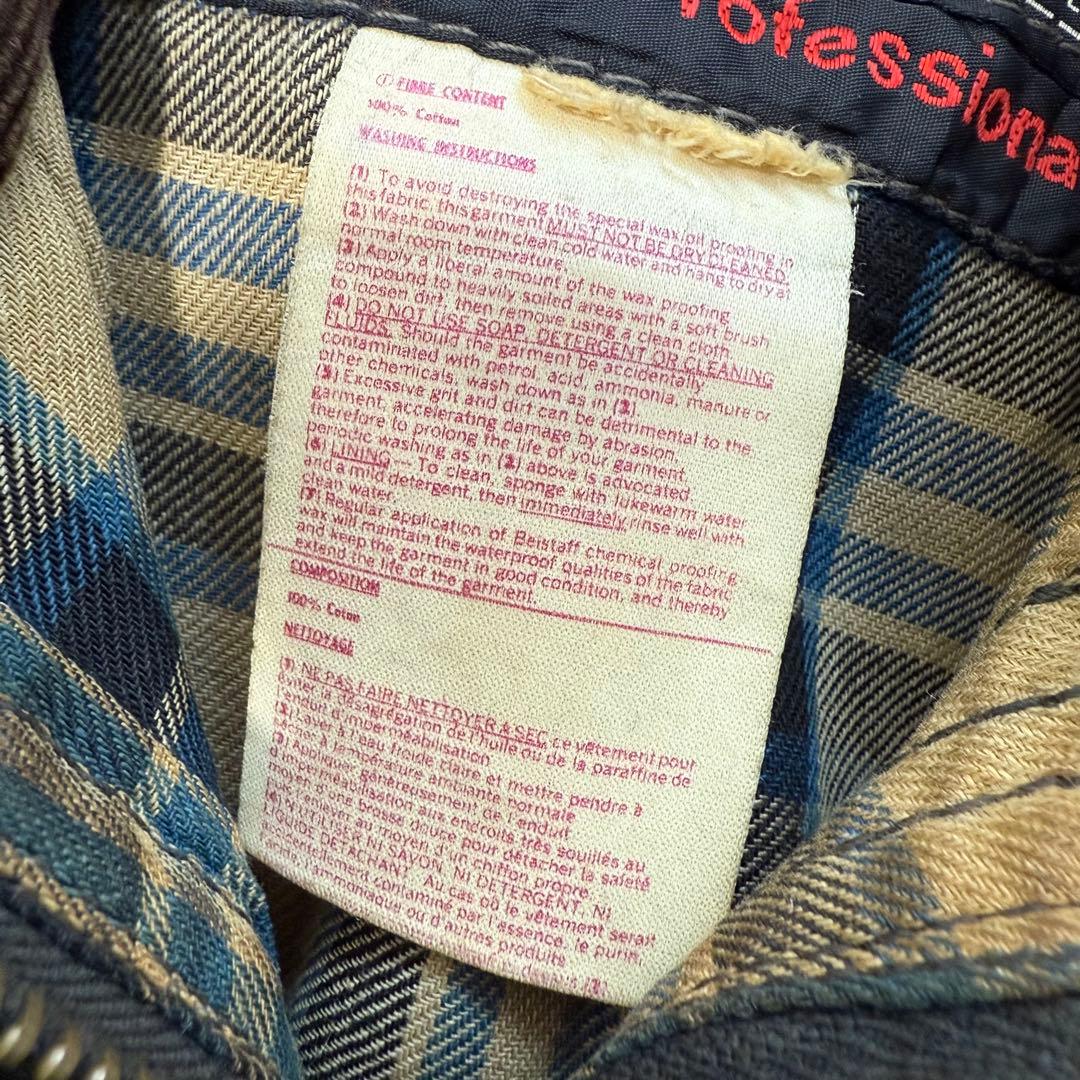 rofessiona
① FIBRE CONTENT
100% Cotton
WASHING INSTRUCTIONS
(1) To avoid destroying the special wax/oil proofing in
this fabric, this garment MUST NOT BE DRY CLEANED
(2) Wash down with clean cold water and hang to dry at
normal room temperature.
(3) Apply a liberal amount of the wax proofing
compound to heavily soiled areas with a soft brush
to loosen dirt, then remove using a clean cloth.
(4) DO NOT USE SOAP, DETERGENT OR CLEANING
FLUIDS. Should the garment be accidentally
contaminated with petrol, acid, ammonia, manure or
other chemicals, wash down as in (2)
(5) Excessive grit and dirt can be detrimental to the
garment, accelerating damage by abrasion,
therefore to prolong the life of your garment,
periodic washing as in (2) above is advocated
(6) LINING — To clean, sponge with lukewarm water
and a mild detergent, then immediately rinse well with
clean water.
(7) Regular application of Belstaff chemical proofing
wax will maintain the waterproof qualities of the fabric
and keep the garment in good condition, and thereby
extend the life of the garment.
COMPOSITION
100% Coton
NETTOYAGE
(1) NE PAS FAIRE NETTOYER A SEC ce vêtement pour
eviter la désagrégation de l'huile ou de la paraffine de
l'enduit d'imperméabilisation.
(2) Laver à l'eau froide claire et mettre pendre à
à la température ambiante normale
(3) Appliquer généreusement de l'enduit
imperméabilisation aux endroits très souillés au
moyen d'une brosse douce pour détacher la saleté
l'enlever au moyen d'un chiffon propre.
(4) N'UTILISER NI SAVON, NI DETERGENT, NI
LIQUIDE DETACHANT. Au cas où le vêtement serait
contaminé par l'essence, le purin,
ou d'autres produits